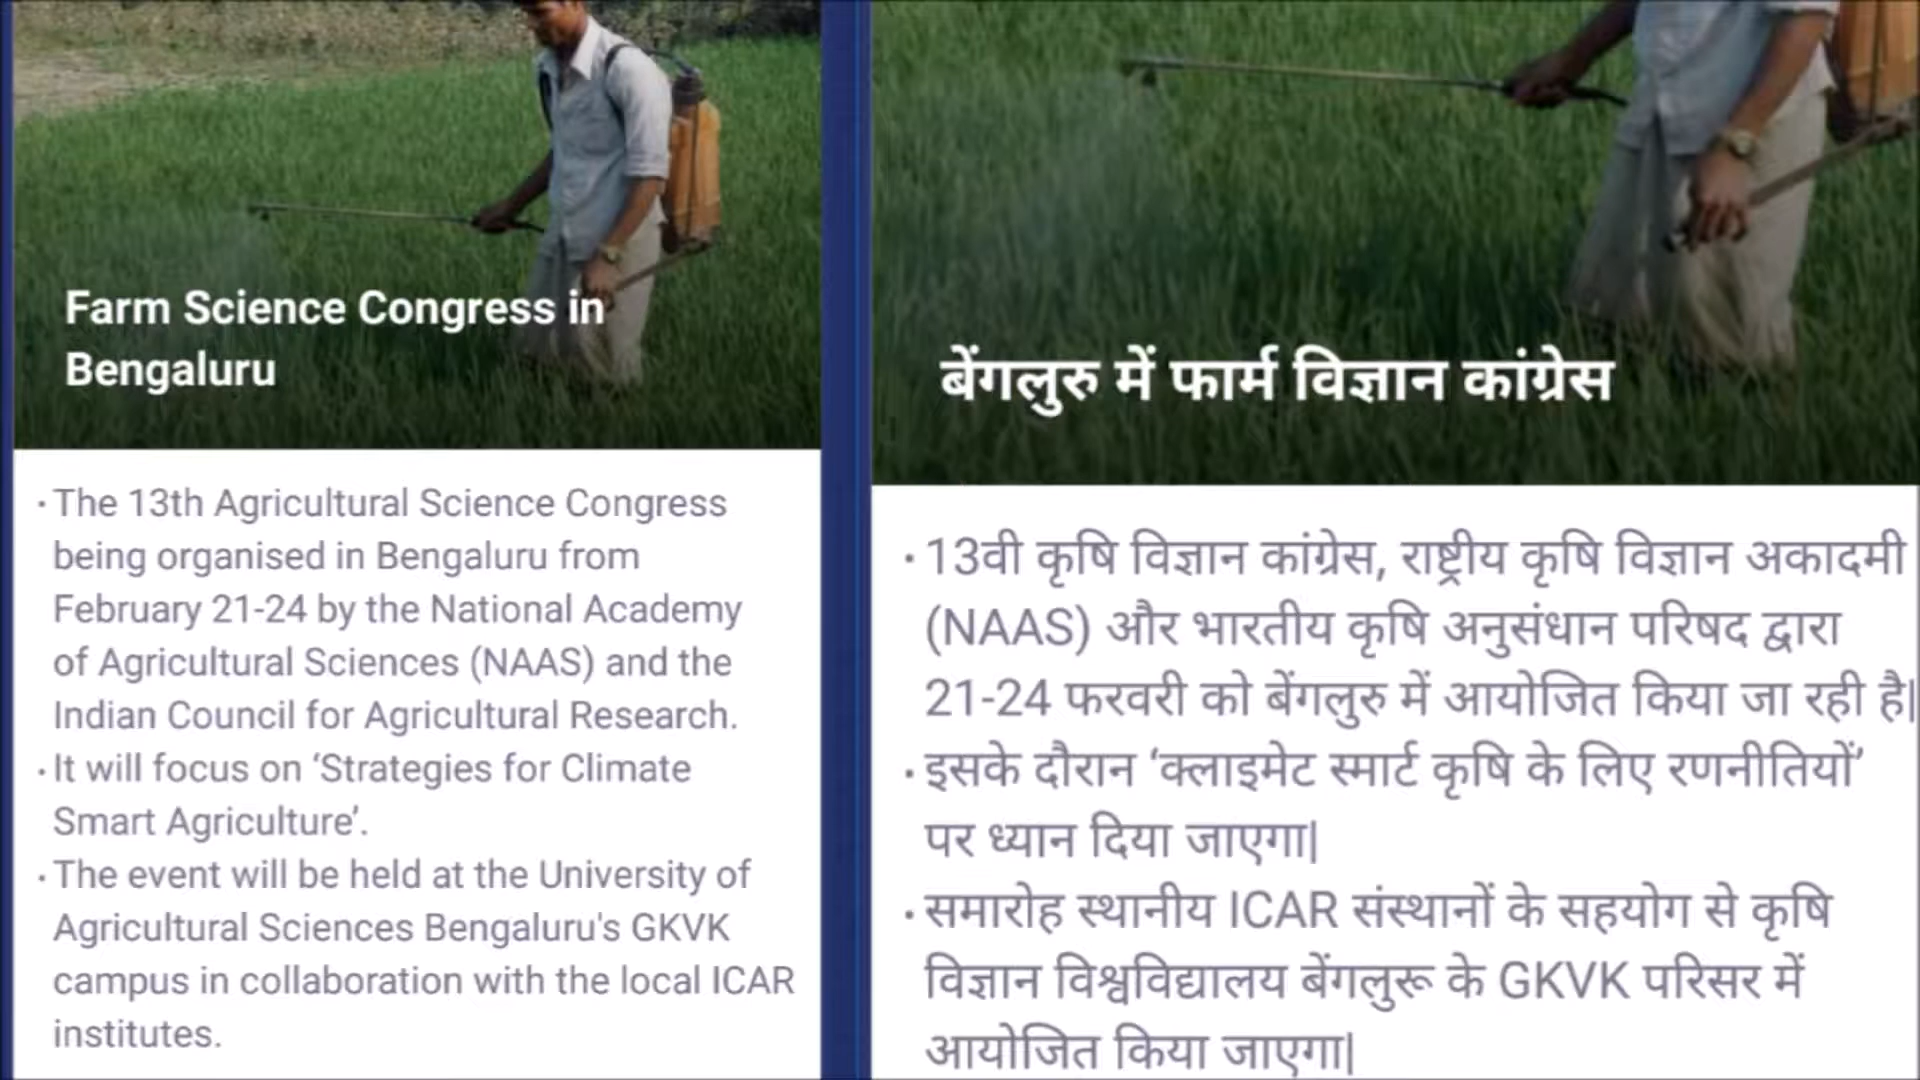 Farm Science Congress in
Bengaluru
· The 13th Agricultural Science Congress
being organised in Bengaluru from
February 21-24 by the National Academy
of Agricultural Sciences (NAAS) and the
Indian Council for Agricultural Research.
· It will focus on ‘Strategies for Climate
Smart Agriculture’.
· The event will be held at the University of
Agricultural Sciences Bengaluru's GKVK
campus in collaboration with the local ICAR
institutes.
बेंगलुरु में फार्म विज्ञान कांग्रेस
· 13वी कृषि विज्ञान कांग्रेस, राष्ट्रीय कृषि विज्ञान अकादमी
(NAAS) और भारतीय कृषि अनुसंधान परिषद द्वारा
21-24 फरवरी को बेंगलुरु में आयोजित किया जा रही है|
· इसके दौरान ‘क्लाइमेट स्मार्ट कृषि के लिए रणनीतियों’
पर ध्यान दिया जाएगा|
· समारोह स्थानीय ICAR संस्थानों के सहयोग से कृषि
विज्ञान विश्वविद्यालय बेंगलुरू के GKVK परिसर में
आयोजित किया जाएगा|